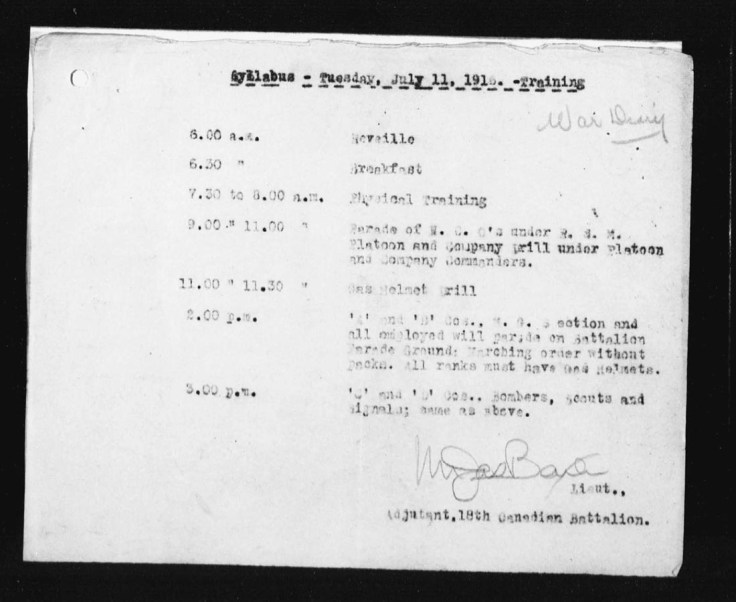 Syllabus - Tuesday, July 11, 1916. -Training
War Diary
6.00 a.m. Reveille
6.30 " Breakfast
7.30 to 8.00 a.m. Physical Training
9.00 " 11.00 " Parade of N. C. O's under R. S. M.
Platoon and Company Drill under Platoon
and Company Commanders.
11.00 " 11.30 " Gas Helmet Drill
2.00 p.m. 'A' and 'B' Cos., M. G. Section and
all employed will parade on Battalion
Parade Ground; Marching order without
packs. All ranks must have Gas Helmets.
3.00 p.m. 'C' and 'D' Cos.. Bombers, Scouts and
Signals; same as above.
Lieut.,
Adjutant, 18th Canadian Battalion.